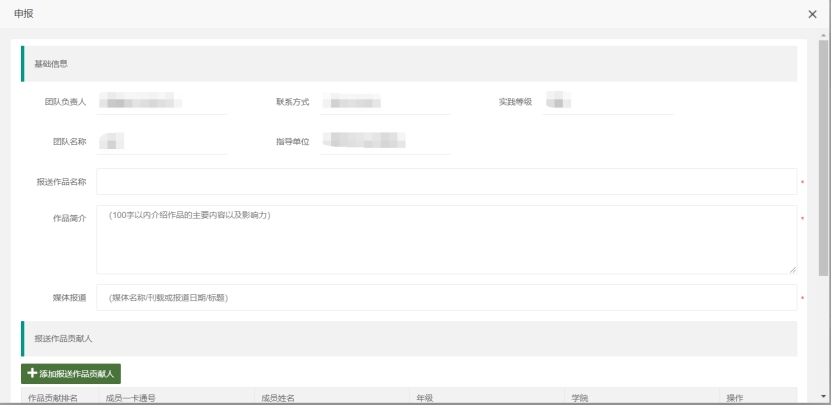 申报
基础信息
团队负责人 联系方式 实践等级
团队名称 指导单位
报送作品名称 *
作品简介 (100字以内介绍作品的主要内容以及影响力) *
媒体报道 (媒体名称/刊载或报道日期/标题) *
报送作品贡献人
添加报送作品贡献人
作品贡献排名 成员一卡通号 成员姓名 年级 学院 操作